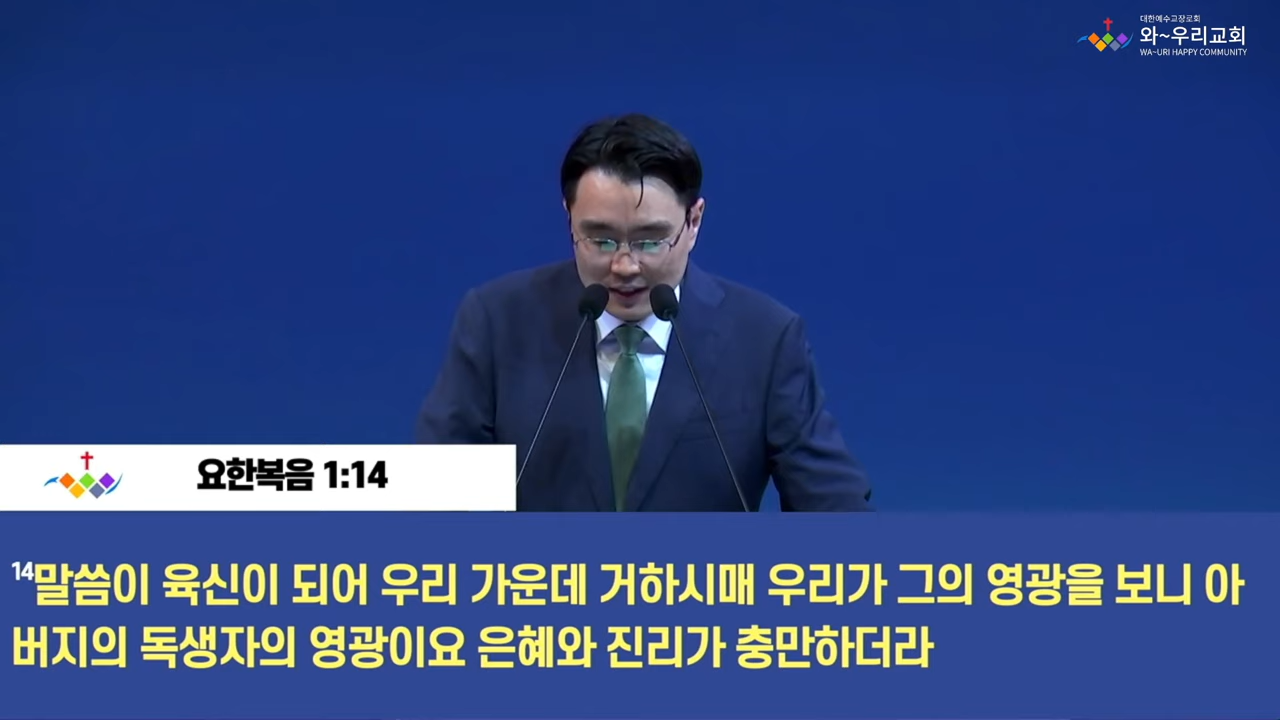 대한예수교장로회
와~우리교회
WA~URI HAPPY COMMUNITY
요한복음 1:14
14말씀이 육신이 되어 우리 가운데 거하시매 우리가 그의 영광을 보니 아
버지의 독생자의 영광이요 은혜와 진리가 충만하더라